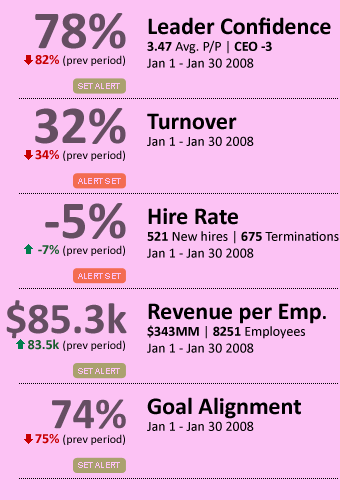 78%
Leader Confidence
82% (prev period)
3.47 Avg. P/P | CEO -3
Jan 1 - Jan 30 2008
SET ALERT
32%
Turnover
34% (prev period)
Jan 1 - Jan 30 2008
ALERT SET
-5%
Hire Rate
-7% (prev period)
521 New hires | 675 Terminations
Jan 1 - Jan 30 2008
ALERT SET
$85.3k
Revenue per Emp.
83.5k (prev period)
$343MM | 8251 Employees
Jan 1 - Jan 30 2008
SET ALERT
74%
Goal Alignment
75% (prev period)
Jan 1 - Jan 30 2008
SET ALERT